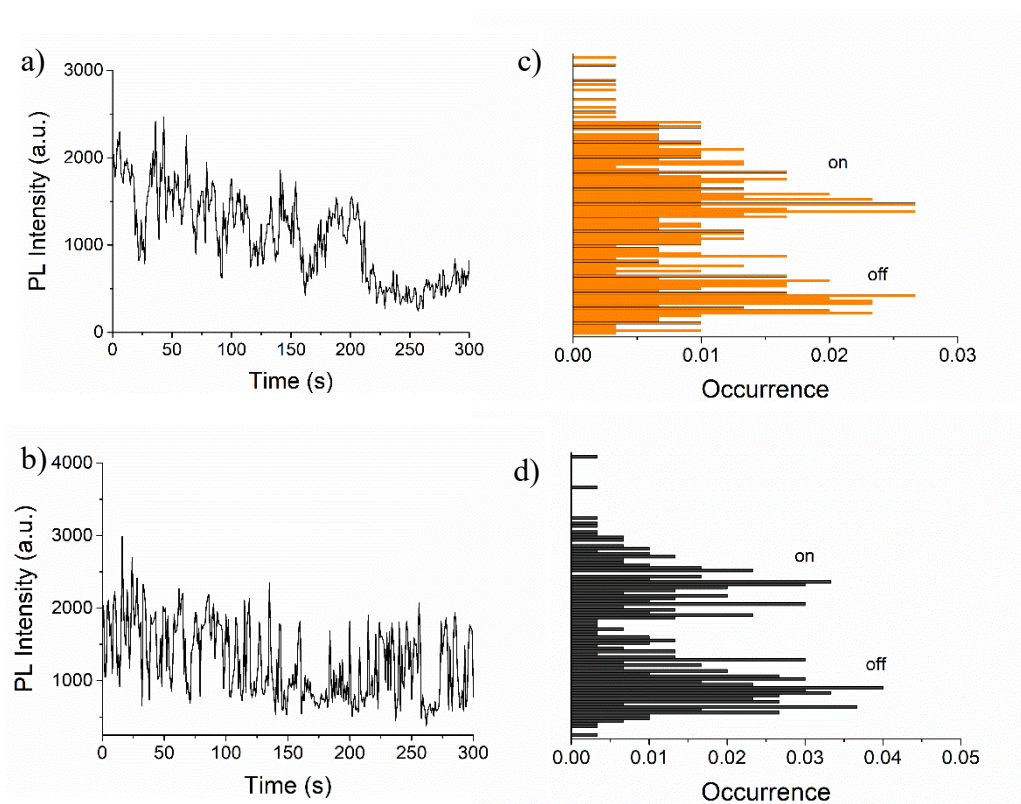 a)
3000
2000
1000
0
PL Intensity (a.u.)
0 50 100 150 200 250 300
Time (s)
c)
on
off
0.00 0.01 0.02 0.03
Occurrence
b)
4000
3000
2000
1000
PL Intensity (a.u.)
0 50 100 150 200 250 300
Time (s)
d)
on
off
0.00 0.01 0.02 0.03 0.04 0.05
Occurrence